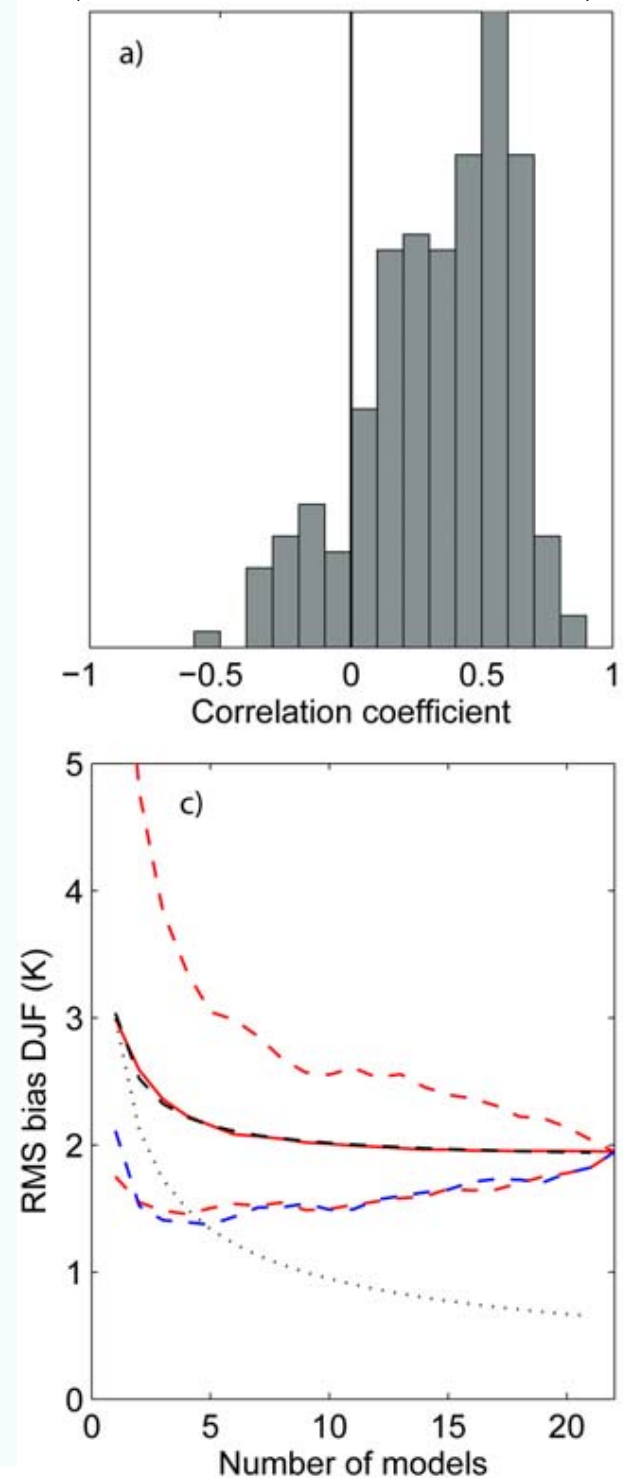 a)
−1 −0.5 0 0.5 1
Correlation coefficient
5
c)
4
3
2
1
0
RMS bias DJF (K)
0 5 10 15 20
Number of models